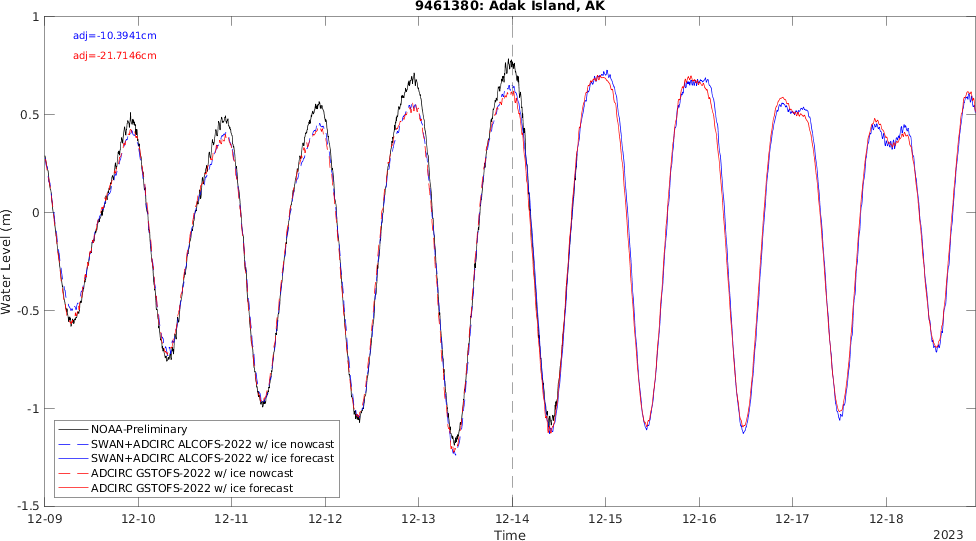 9461380: Adak Island, AK
adj=-10.3941cm
adj=-21.7146cm
Water Level (m)
1
0.5
0
-0.5
-1
-1.5
NOAA-Preliminary
SWAN+ADCIRC ALCOFS-2022 w/ ice nowcast
SWAN+ADCIRC ALCOFS-2022 w/ ice forecast
ADCIRC GSTOFS-2022 w/ ice nowcast
ADCIRC GSTOFS-2022 w/ ice forecast
12-09 12-10 12-11 12-12 12-13 12-14 12-15 12-16 12-17 12-18
Time
2023